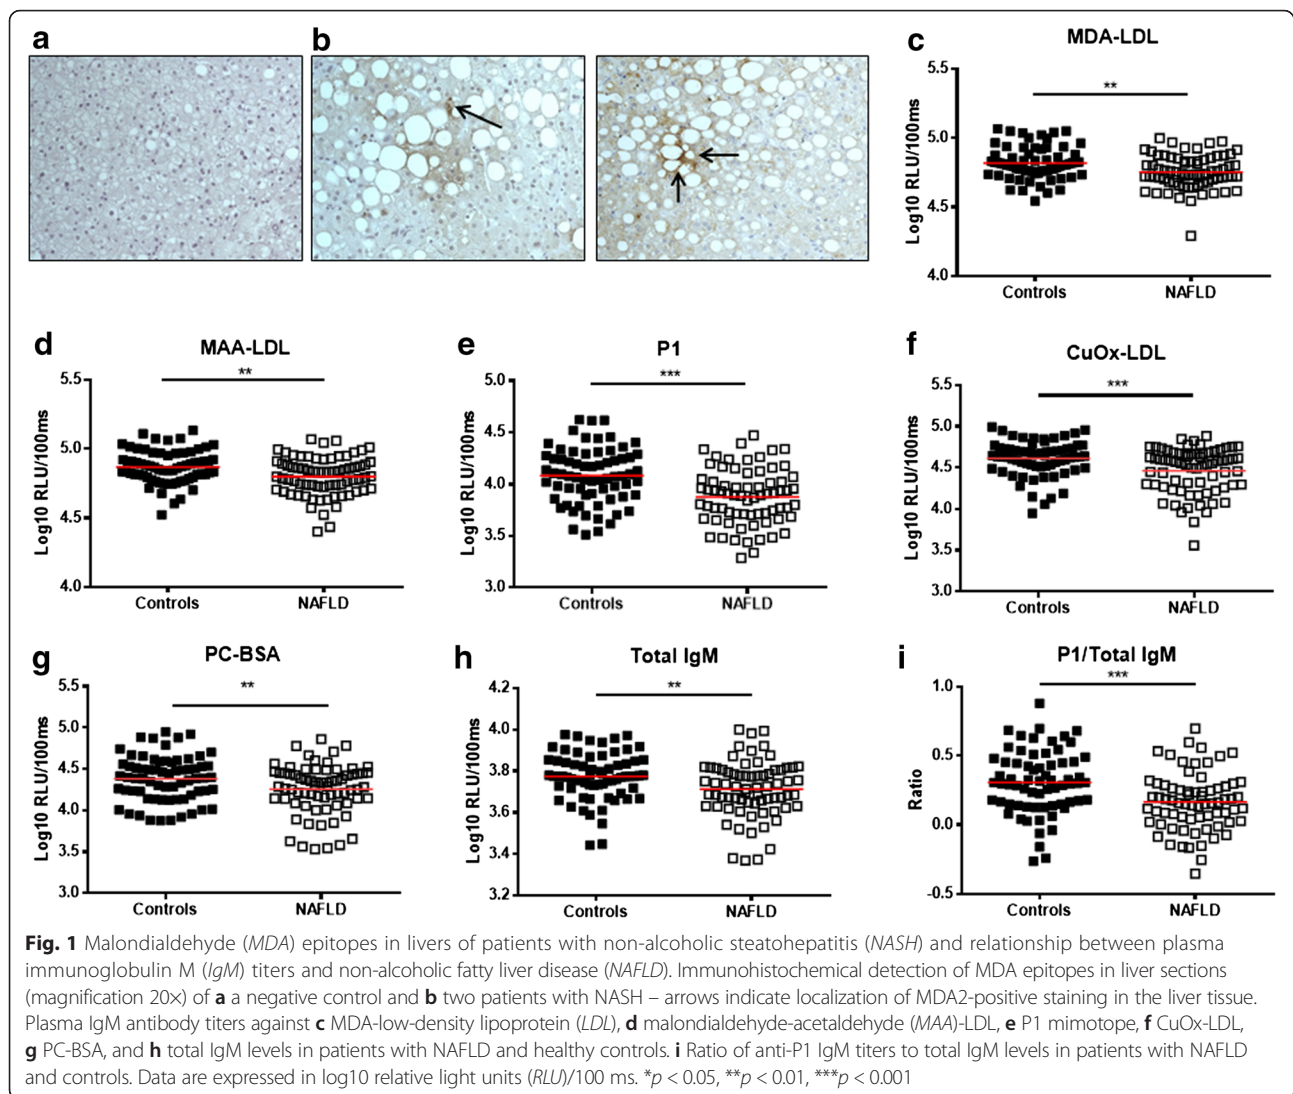 a
b
c
MDA-LDL
5.5
5.0
4.5
4.0
Log10 RLU/100ms
**
Controls
NAFLD
d
MAA-LDL
5.5
5.0
4.5
4.0
Log10 RLU/100ms
**
Controls
NAFLD
e
P1
5.0
4.5
4.0
3.5
3.0
Log10 RLU/100ms
***
Controls
NAFLD
f
CuOx-LDL
5.5
5.0
4.5
4.0
3.5
3.0
Log10 RLU/100ms
***
Controls
NAFLD
g
PC-BSA
5.5
5.0
4.5
4.0
3.5
3.0
Log10 RLU/100ms
**
Controls
NAFLD
h
Total IgM
4.2
4.0
3.8
3.6
3.4
3.2
Log10 RLU/100ms
**
Controls
NAFLD
i
P1/Total IgM
1.0
0.5
0.0
-0.5
Ratio
***
Controls
NAFLD
Fig. 1 Malondialdehyde (MDA) epitopes in livers of patients with non-alcoholic steatohepatitis (NASH) and relationship between plasma
immunoglobulin M (IgM) titers and non-alcoholic fatty liver disease (NAFLD). Immunohistochemical detection of MDA epitopes in liver sections
(magnification 20×) of a a negative control and b two patients with NASH – arrows indicate localization of MDA2-positive staining in the liver tissue.
Plasma IgM antibody titers against c MDA-low-density lipoprotein (LDL), d malondialdehyde-acetaldehyde (MAA)-LDL, e P1 mimotope, f CuOx-LDL,
g PC-BSA, and h total IgM levels in patients with NAFLD and healthy controls. i Ratio of anti-P1 IgM titers to total IgM levels in patients with NAFLD
and controls. Data are expressed in log10 relative light units (RLU)/100 ms. *p < 0.05, **p < 0.01, ***p < 0.001